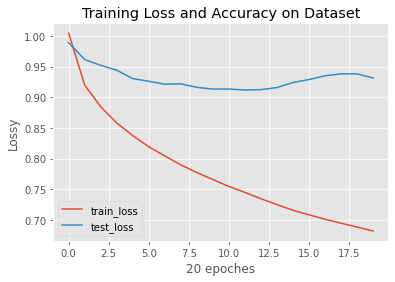 Training Loss and Accuracy on Dataset
1.00
0.95
0.90
0.85
0.80
0.75
0.70
Lossy
train_loss
test_loss
0.0 2.5 5.0 7.5 10.0 12.5 15.0 17.5
20 epoches